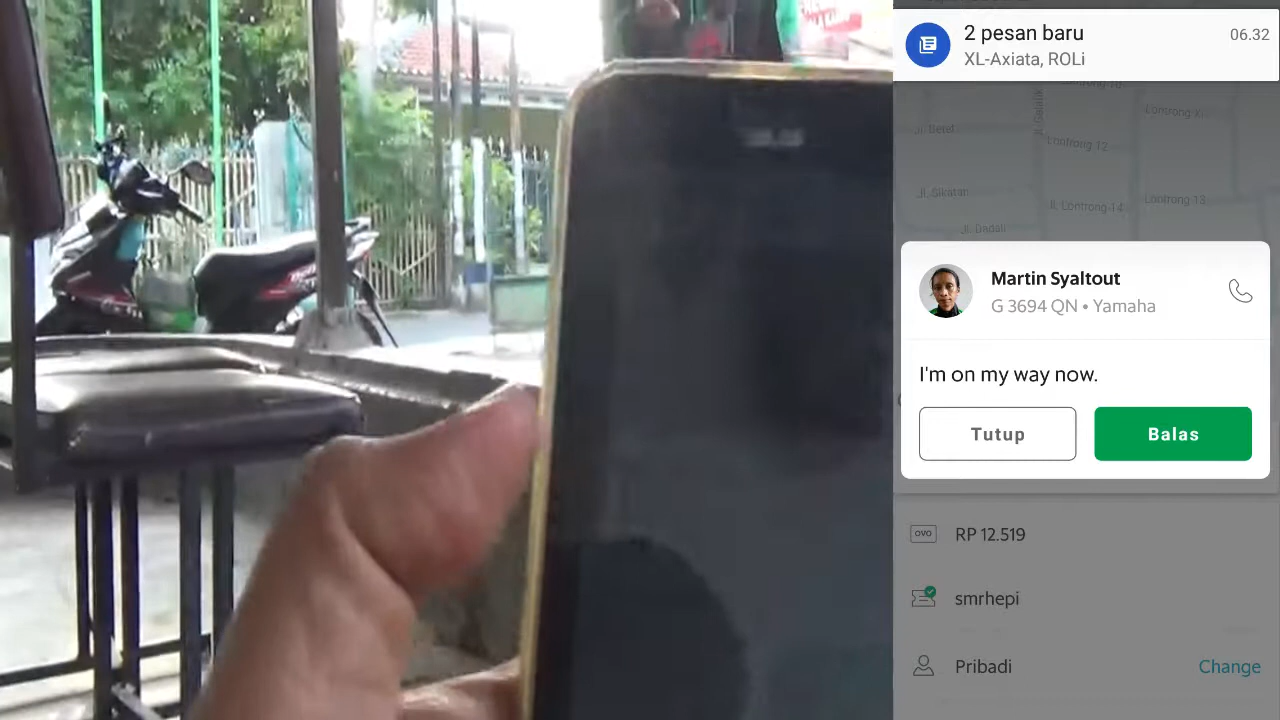 2 pesan baru
06.32
XL-Axiata, ROLi
Jl. Betet
Lontrong-Xi
Lontrong 12
Jl. Sikatan
Jl. Lontrong-14
Lontrong-13
Jl. Dadali
Martin Syaltout
G 3694 QN • Yamaha
I'm on my way now.
Tutup
Balas
OVO
RP 12.519
smrhepi
Pribadi
Change